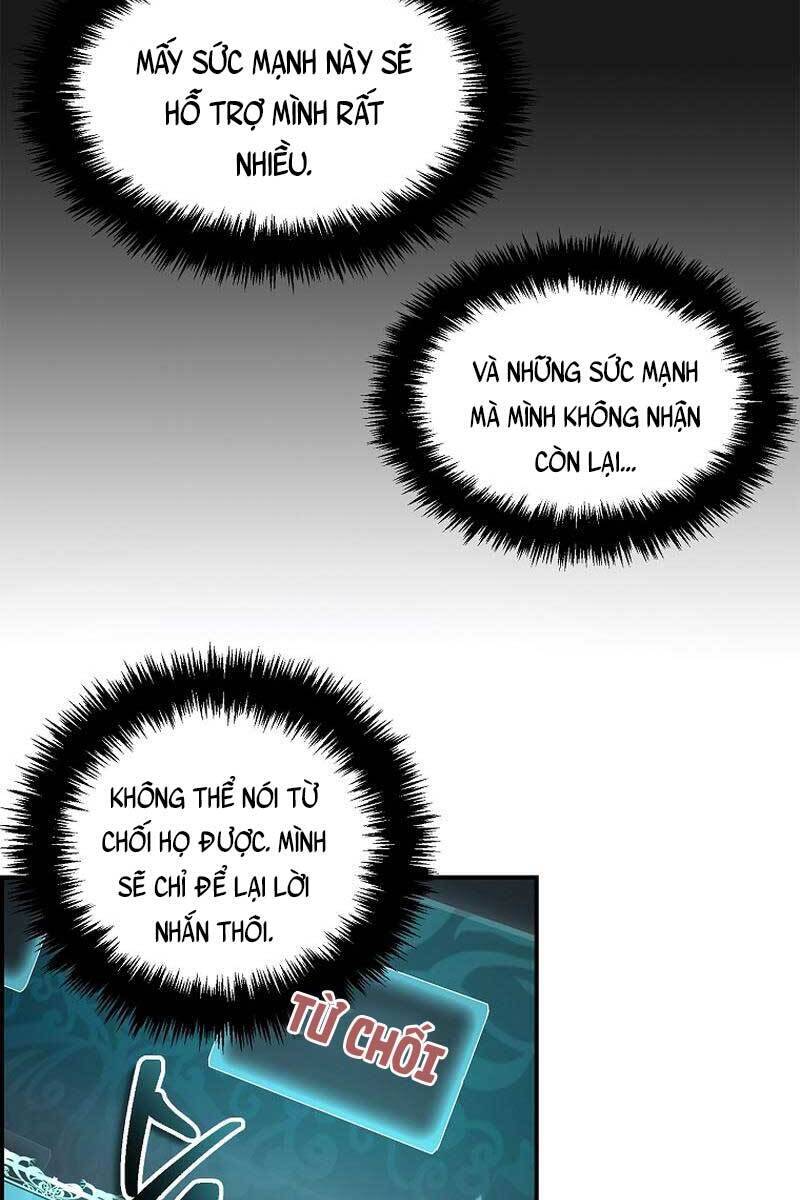 MẤY SỨC MẠNH NÀY SẼ
HỖ TRỢ MÌNH RẤT
NHIỀU.
VÀ NHỮNG SỨC MẠNH
MÀ MÌNH KHÔNG NHẬN
CÒN LẠI...
KHÔNG THỂ NÓI TỪ
CHỐI HỌ ĐƯỢC. MÌNH
SẼ CHỈ ĐỂ LẠI LỜI
NHẮN THÔI.
TỪ CHỐI